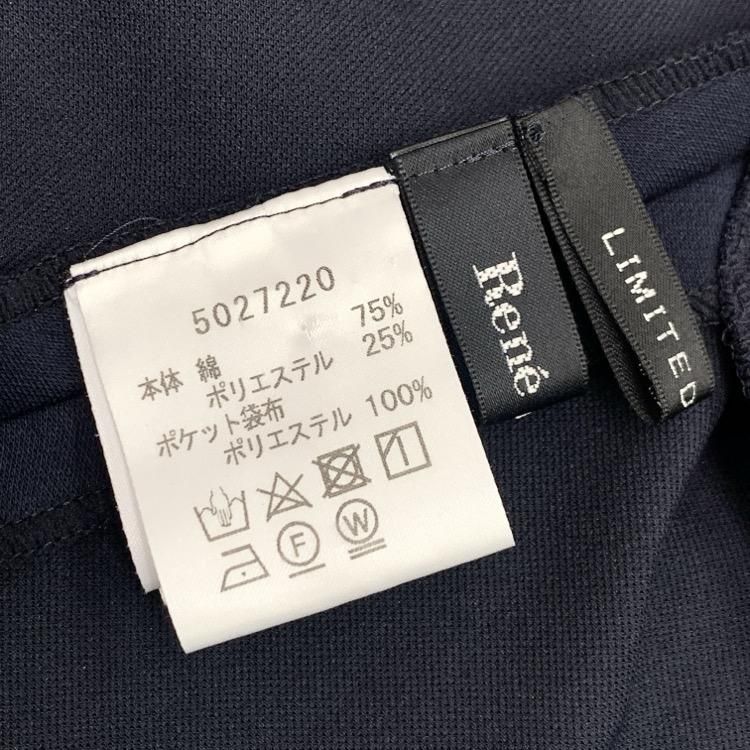 5027220
本体 綿 75%
ポリエステル 25%
ポケット袋布
ポリエステル 100%
F
W
René
LIMITED